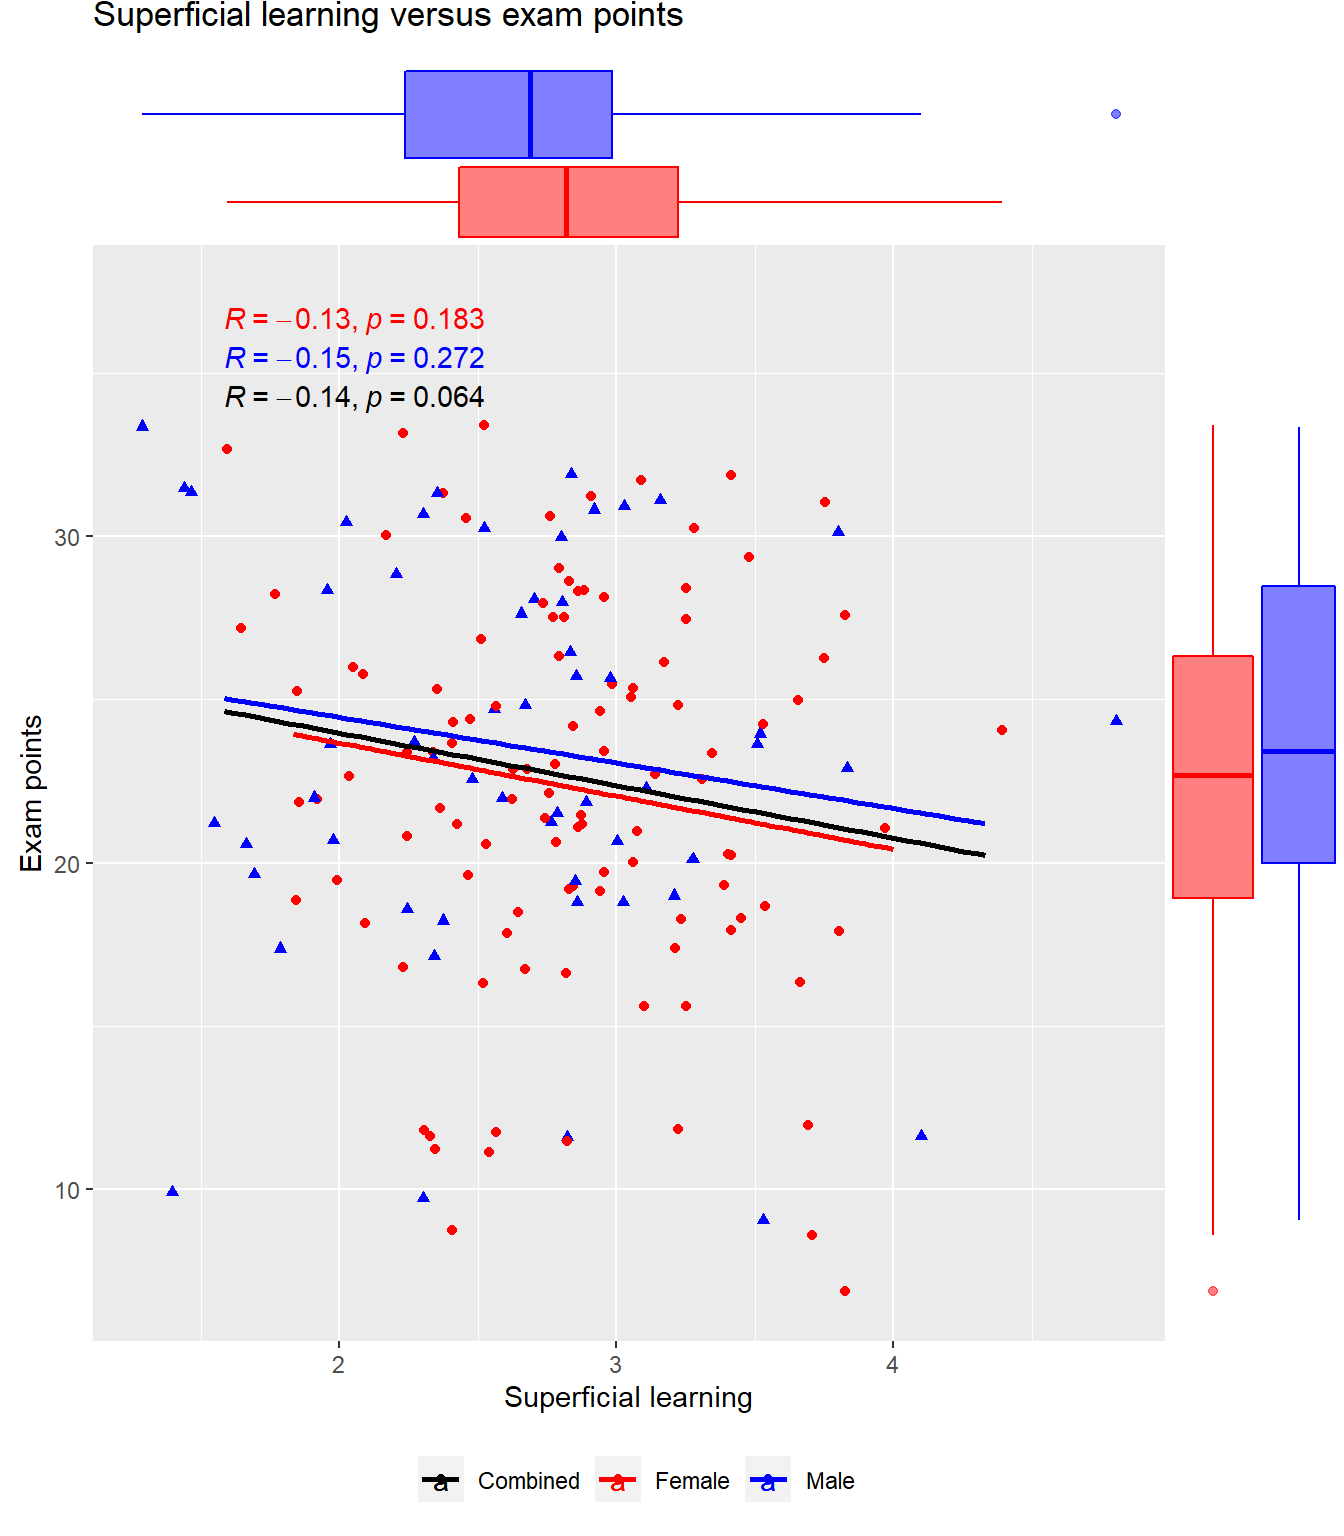 Superficial learning versus exam points
R = −0.13, p = 0.183
R = −0.15, p = 0.272
R = −0.14, p = 0.064
30
20
10
Exam points
2 3 4
Superficial learning
a Combined a Female a Male